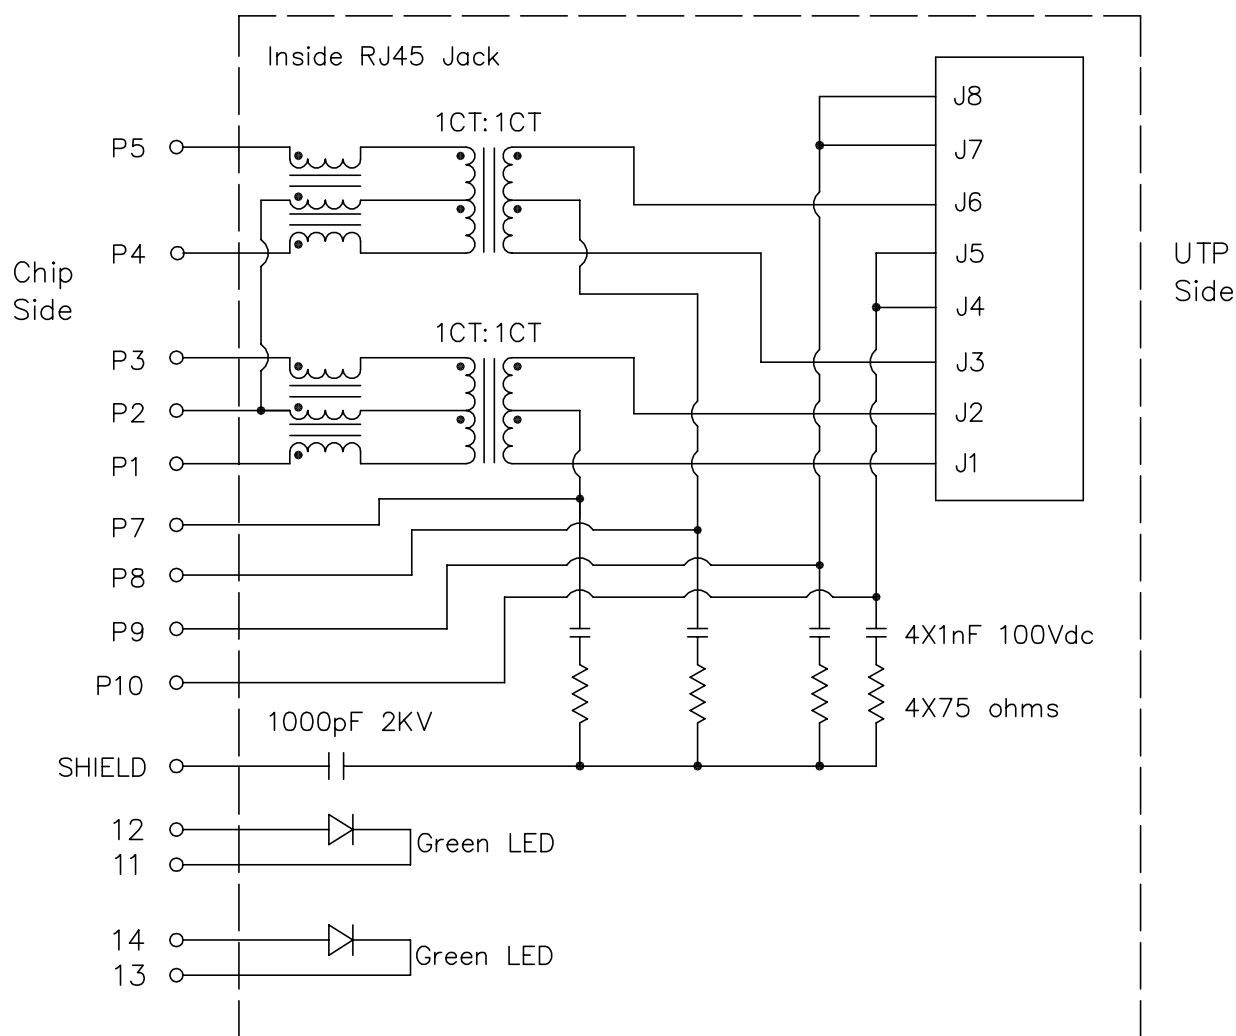 Inside RJ45 Jack
J8
1CT:1CT
P5
J7
J6
P4
J5
Chip
Side
UTP
Side
J4
1CT:1CT
P3
J3
P2
J2
P1
J1
P7
P8
P9
4X1nF 100Vdc
P10
4X75 ohms
1000pF 2KV
SHIELD
12
Green LED
11
14
Green LED
13